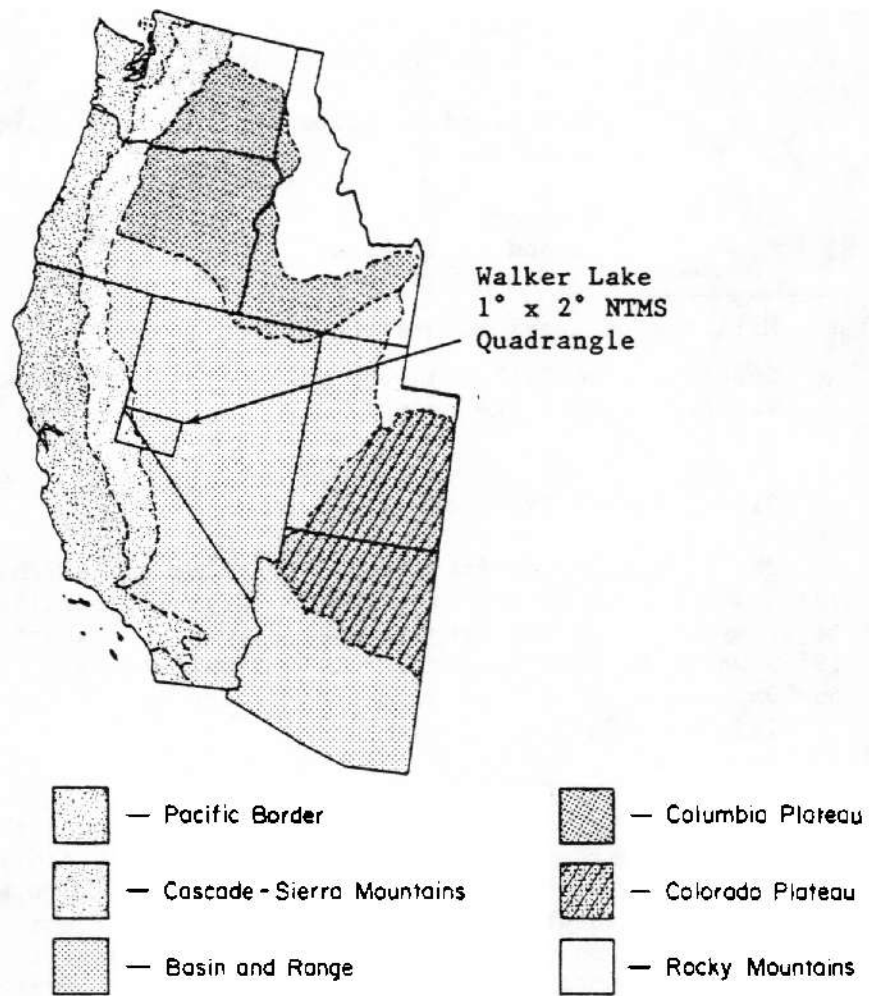 Walker Lake
1° x 2° NTMS
Quadrangle
— Pacific Border
— Cascade-Sierra Mountains
— Basin and Range
— Columbia Plateau
— Colorado Plateau
— Rocky Mountains